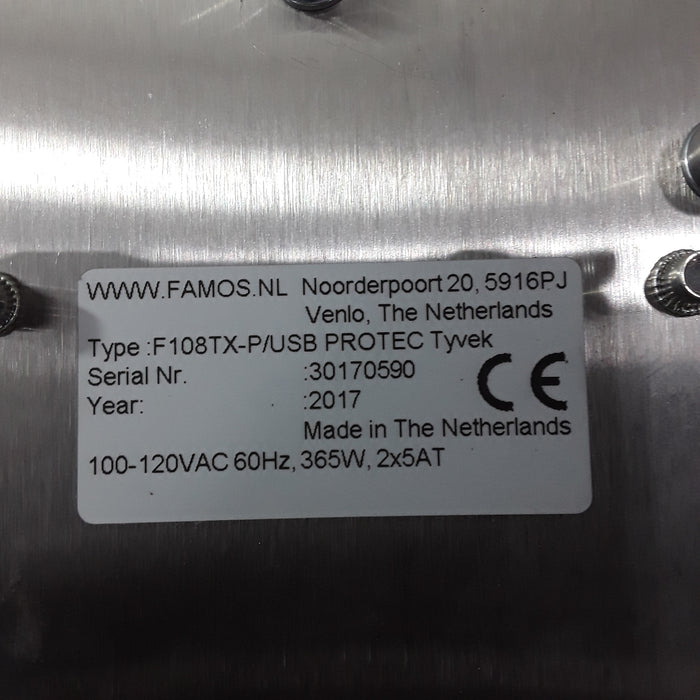 WWW.FAMOS.NL Noorderpoort 20, 5916PJ
Venlo, The Netherlands
Type :F108TX-P/USB PROTEC Tyvek
Serial Nr. :30170590
Year: :2017
CE
Made in The Netherlands
100-120VAC 60Hz, 365W, 2x5AT